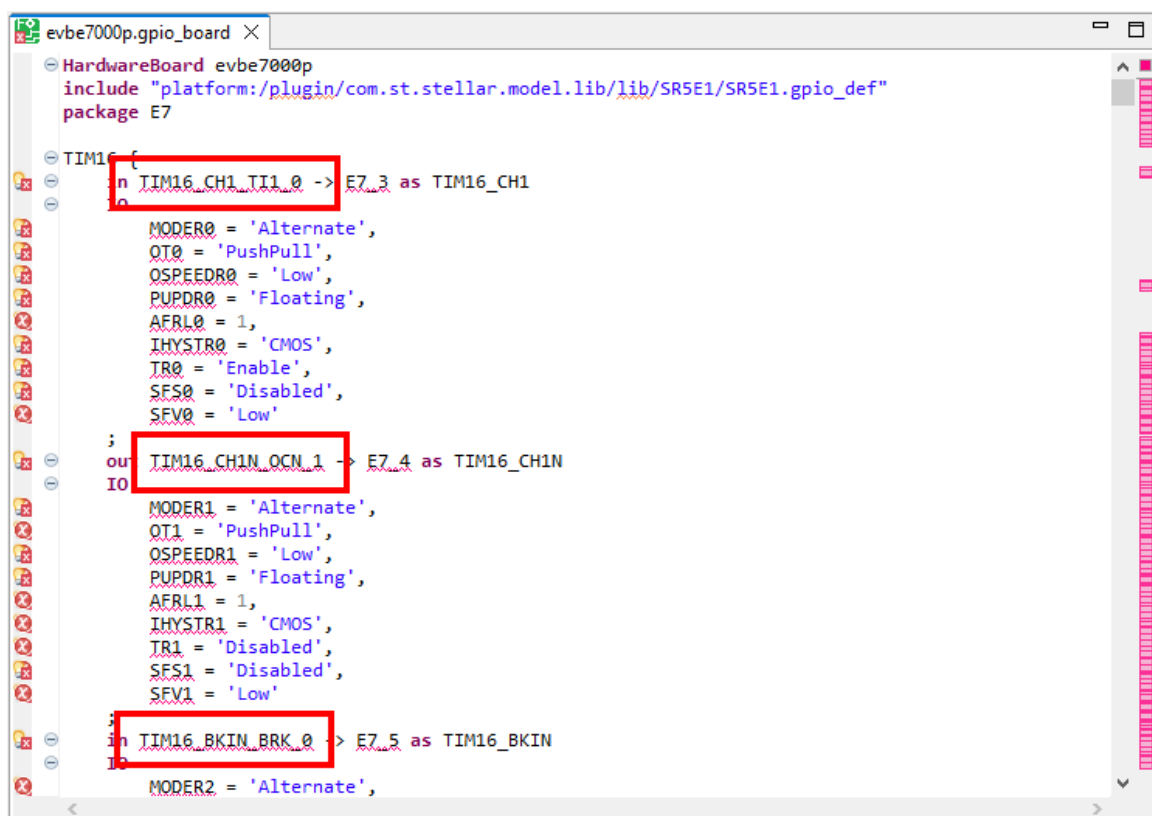 evbe7000p.gpio_board
HardwareBoard evbe7000p
include "platform:/plugin/com.st.stellar.model.lib/lib/SR5E1/SR5E1.gpio_def"
package E7
TIM16 {
in TIM16_CH1_TI1_0 -> E7_3 as TIM16_CH1
IO
MODER0 = 'Alternate',
OT0 = 'PushPull',
OSPEEDR0 = 'Low',
PUPDR0 = 'Floating',
AFRL0 = 1,
IHYSTR0 = 'CMOS',
TR0 = 'Enable',
SFS0 = 'Disabled',
SFV0 = 'Low'
;
out TIM16_CH1N_OCN_1 -> E7_4 as TIM16_CH1N
IO
MODER1 = 'Alternate',
OT1 = 'PushPull',
OSPEEDR1 = 'Low',
PUPDR1 = 'Floating',
AFRL1 = 1,
IHYSTR1 = 'CMOS',
TR1 = 'Disabled',
SFS1 = 'Disabled',
SFV1 = 'Low'
;
in TIM16_BKIN_BRK_0 -> E7_5 as TIM16_BKIN
IO
MODER2 = 'Alternate',